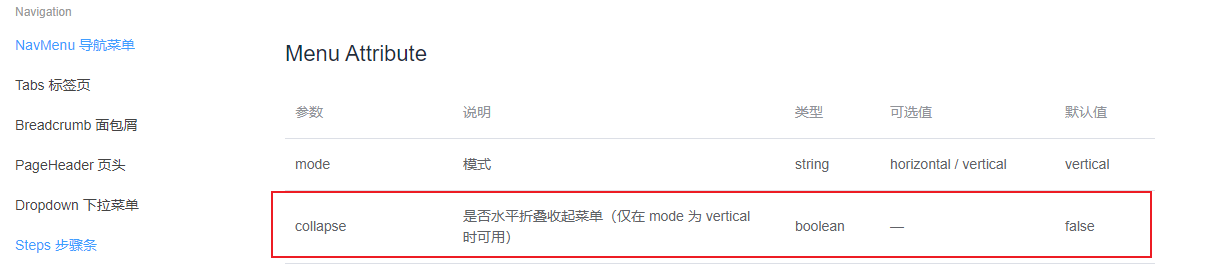 Navigation
NavMenu 导航菜单
Tabs 标签页
Breadcrumb 面包屑
PageHeader 页头
Dropdown 下拉菜单
Steps 步骤条
Menu Attribute
参数 说明 类型 可选值 默认值
mode 模式 string horizontal / vertical vertical
collapse 是否水平折叠收起菜单（仅在 mode 为 vertical boolean — false
时可用）